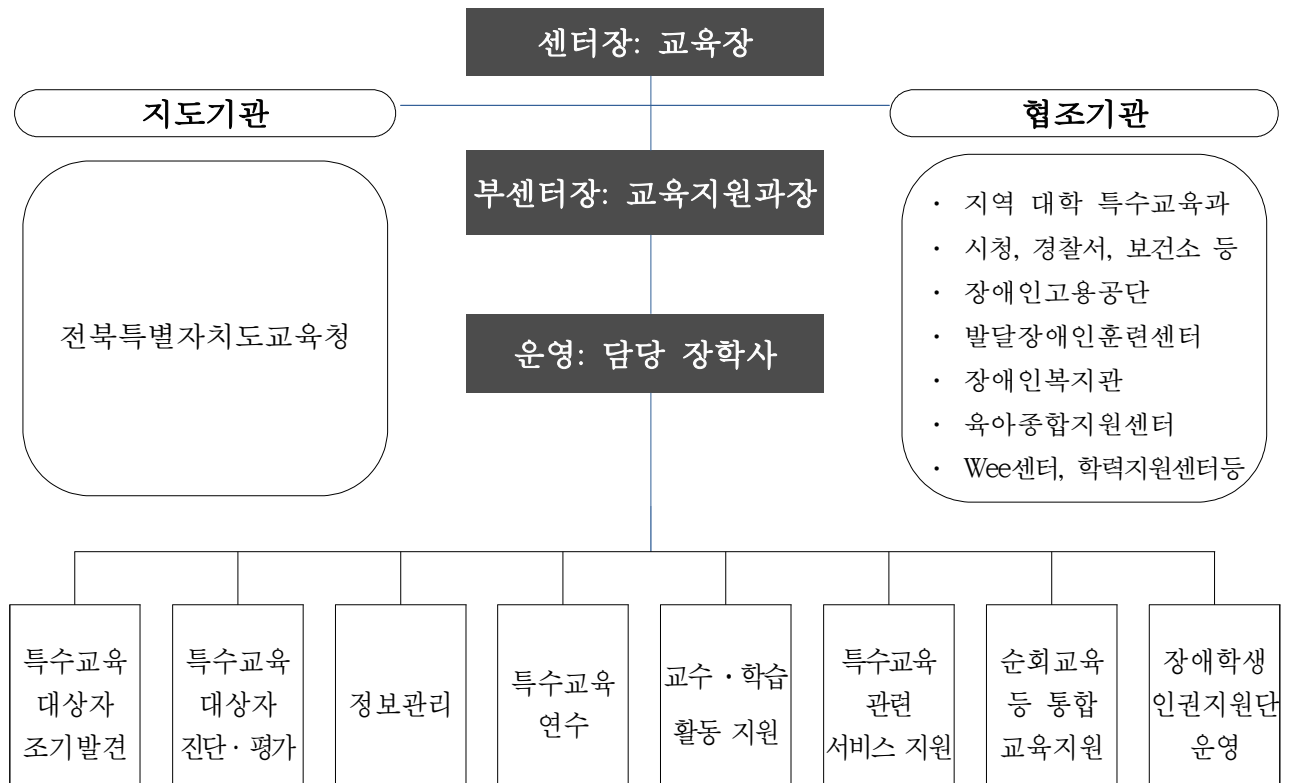 센터장: 교육장
지도기관
협조기관
부센터장: 교육지원과장
전북특별자치도교육청
· 지역 대학 특수교육과
· 시청, 경찰서, 보건소 등
· 장애인고용공단
· 발달장애인훈련센터
· 장애인복지관
· 육아종합지원센터
· Wee센터, 학력지원센터등
운영: 담당 장학사
특수교육
대상자
조기발견
특수교육
대상자
진단·평가
정보관리
특수교육
연수
교수·학습
활동 지원
특수교육
관련
서비스 지원
순회교육
등 통합
교육지원
장애학생
인권지원단
운영